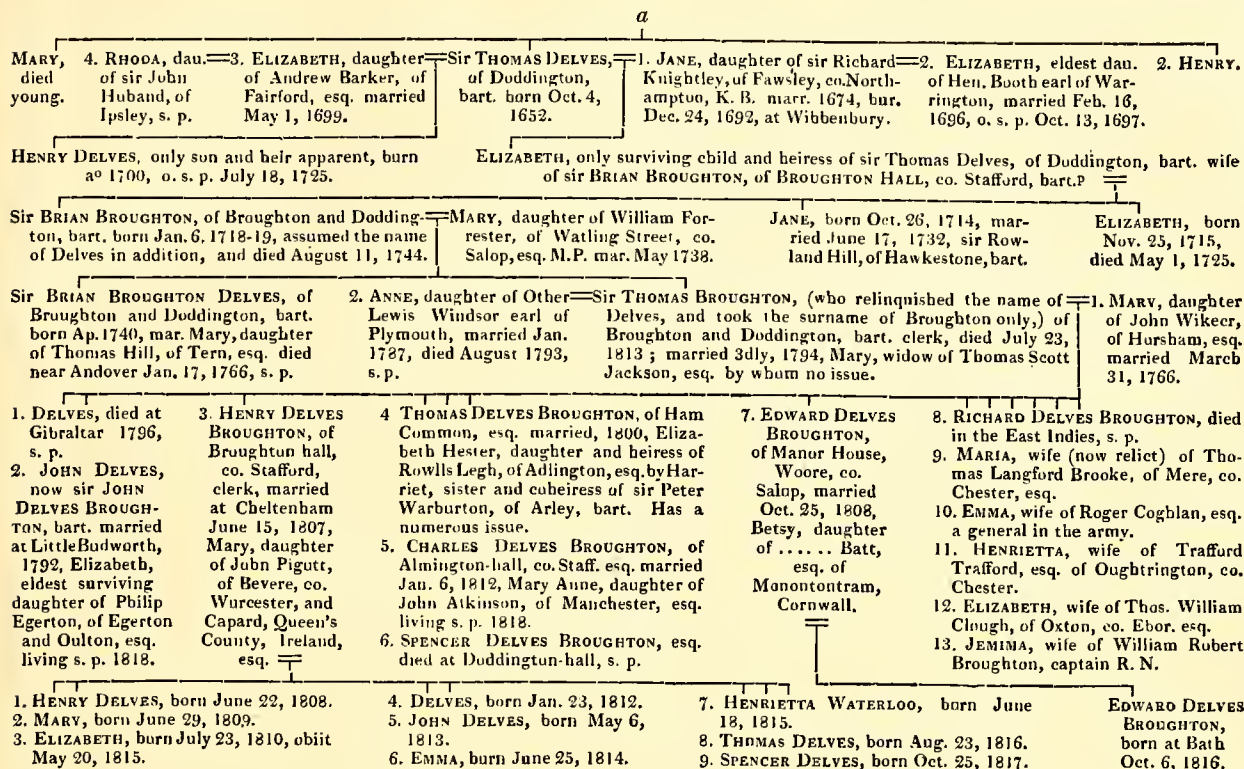 a
MARY,
died
young.
4. RHODA, dau.
of sir John
Huband, of
Ipsley, s. p.
3. ELIZABETH, daughter
of Andrew Barker, of
Fairford, esq. married
May 1, 1699.
Sir THOMAS DELVES,
of Doddington,
bart. born Oct. 4,
1652.
1. JANE, daughter of sir Richard
Knightley, of Fawsley, co. North-
ampton, K. B. marr. 1674, bur.
Dec. 24, 1692, at Wibbenbury.
2. ELIZABETH, eldest dau.
of Hen. Booth earl of War-
rington, married Feb. 16,
1696, o. s. p. Oct. 13, 1697.
2. HENRY.
HENRY DELVES, only son and heir apparent, born
aº 1700, o. s. p. July 18, 1725.
ELIZABETH, only surviving child and heiress of sir Thomas Delves, of Doddington, bart. wife
of sir BRIAN BROUGHTON, of BROUGHTON HALL, co. Stafford, bart.p
Sir BRIAN BROUGHTON, of Broughton and Dodding-
ton, bart. born Jan. 6, 1718-19, assumed the name
of Delves in addition, and died August 11, 1744.
MARY, daughter of William For-
rester, of Watling Street, co.
Salop, esq. M.P. mar. May 1738.
JANE, born Oct. 26, 1714, mar-
ried June 17, 1732, sir Row-
land Hill, of Hawkestone, bart.
ELIZABETH, born
Nov. 25, 1715,
died May 1, 1725.
Sir BRIAN BROUGHTON DELVES, of
Broughton and Doddington, bart.
born Ap. 1740, mar. Mary, daughter
of Thomas Hill, of Tern, esq. died
near Andover Jan. 17, 1766, s. p.
2. ANNE, daughter of Other
Lewis Windsor earl of
Plymouth, married Jan.
1787, died August 1793,
s. p.
Sir THOMAS BROUGHTON, (who relinquished the name of
Delves, and took the surname of Broughton only,) of
Broughton and Doddington, bart. clerk, died July 23,
1813; married 3dly, 1794, Mary, widow of Thomas Scott
Jackson, esq. by whom no issue.
1. MARY, daughter
of John Wikeer,
of Horsham, esq.
married March
31, 1766.
1. DELVES, died at
Gibraltar 1796,
s. p.
2. JOHN DELVES,
now sir JOHN
DELVES BROUGH-
TON, bart. married
at Little Budworth,
1792, Elizabeth,
eldest surviving
daughter of Philip
Egerton, of Egerton
and Oulton, esq.
living s. p. 1818.
3. HENRY DELVES
BROUGHTON, of
Broughton hall,
co. Stafford,
clerk, married
at Cheltenham
June 15, 1807,
Mary, daughter
of John Pigott,
of Bevere, co.
Worcester, and
Capard, Queen's
County, Ireland,
esq.
4 THOMAS DELVES BROUGHTON, of Ham
Common, esq. married, 1800, Eliza-
beth Hester, daughter and heiress of
Rowlls Legh, of Adlington, esq. by Har-
riet, sister and coheiress of sir Peter
Warburton, of Arley, bart. Has a
numerous issue.
5. CHARLES DELVES BROUGHTON, of
Almington-hall, co. Staff. esq. married
Jan. 6, 1812, Mary Anne, daughter of
John Atkinson, of Manchester, esq.
living s. p. 1818.
6. SPENCER DELVES BROUGHTON, esq.
died at Doddington-hall, s. p.
7. EDWARD DELVES
BROUGHTON,
of Manor House,
Woore, co.
Salop, married
Oct. 25, 1808,
Betsy, daughter
of ...... Batt,
esq. of
Monontram,
Cornwall.
8. RICHARD DELVES BROUGHTON, died
in the East Indies, s. p.
9. MARIA, wife (now relict) of Tho-
mas Langford Brooke, of Mere, co.
Chester, esq.
10. EMMA, wife of Roger Coghlan, esq.
a general in the army.
11. HENRIETTA, wife of Trafford
Trafford, esq. of Oughtrington, co.
Chester.
12. ELIZABETH, wife of Thos. William
Clough, of Oxton, co. Ebor. esq.
13. JEMIMA, wife of William Robert
Broughton, captain R. N.
1. HENRY DELVES, born June 22, 1808.
2. MARY, born June 29, 1809.
3. ELIZABETH, born July 23, 1810, obiit
May 20, 1815.
4. DELVES, born Jan. 23, 1812.
5. JOHN DELVES, born May 6,
1813.
6. EMMA, born June 25, 1814.
7. HENRIETTA WATERLOO, born June
18, 1815.
8. THOMAS DELVES, born Aug. 23, 1816.
9. SPENCER DELVES, born Oct. 25, 1817.
EDWARD DELVES
BROUGHTON,
born at Bath
Oct. 6, 1816.